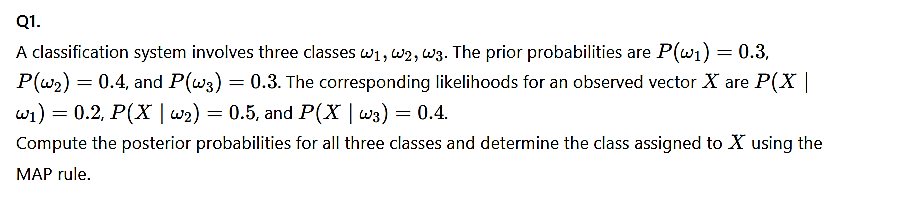 Q1.
A classification system involves three classes ω₁, ω₂, ω₃. The prior probabilities are P(ω₁) = 0.3,
P(ω₂) = 0.4, and P(ω₃) = 0.3. The corresponding likelihoods for an observed vector X are P(X |
ω₁) = 0.2, P(X | ω₂) = 0.5, and P(X | ω₃) = 0.4.
Compute the posterior probabilities for all three classes and determine the class assigned to X using the
MAP rule.